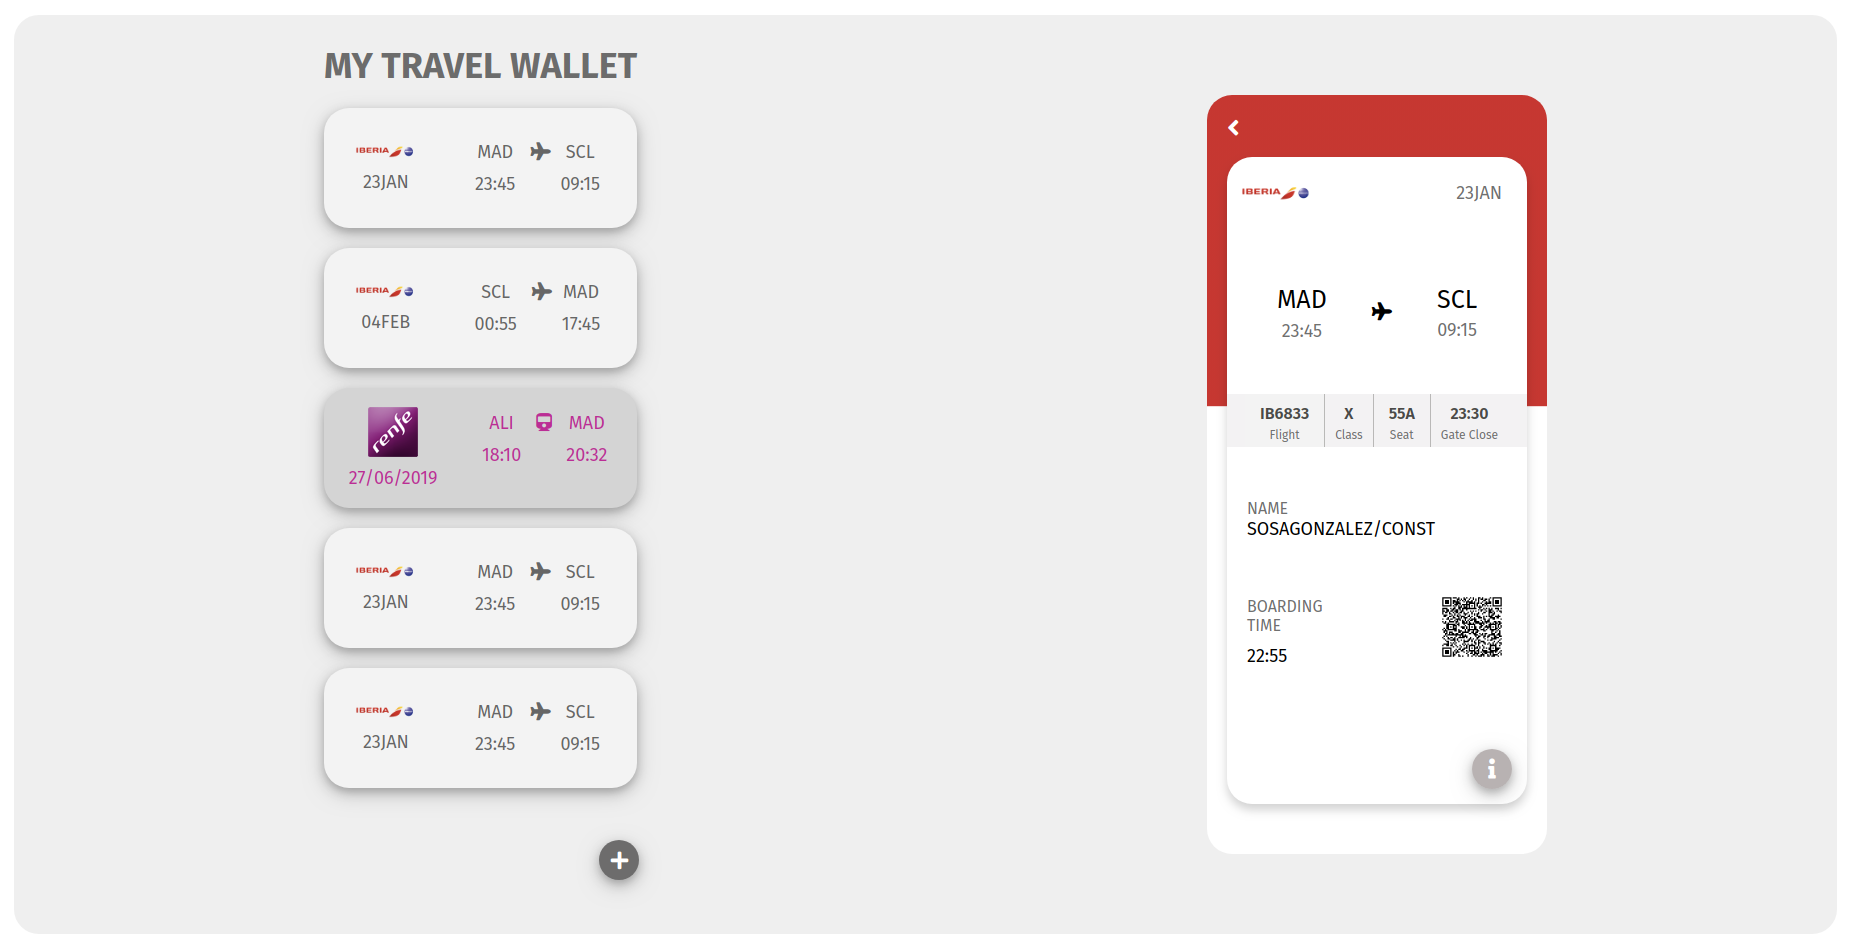 MY TRAVEL WALLET
IBERIA
MAD SCL
23JAN
23:45 09:15
IBERIA
SCL MAD
04FEB
00:55 17:45
renfe
ALI MAD
18:10 20:32
27/06/2019
IBERIA
MAD SCL
23JAN
23:45 09:15
IBERIA
MAD SCL
23JAN
23:45 09:15
IBERIA
23JAN
MAD SCL
23:45 09:15
IB6833 X 55A 23:30
Flight Class Seat Gate Close
NAME
SOSAGONZALEZ/CONST
BOARDING
TIME
22:55